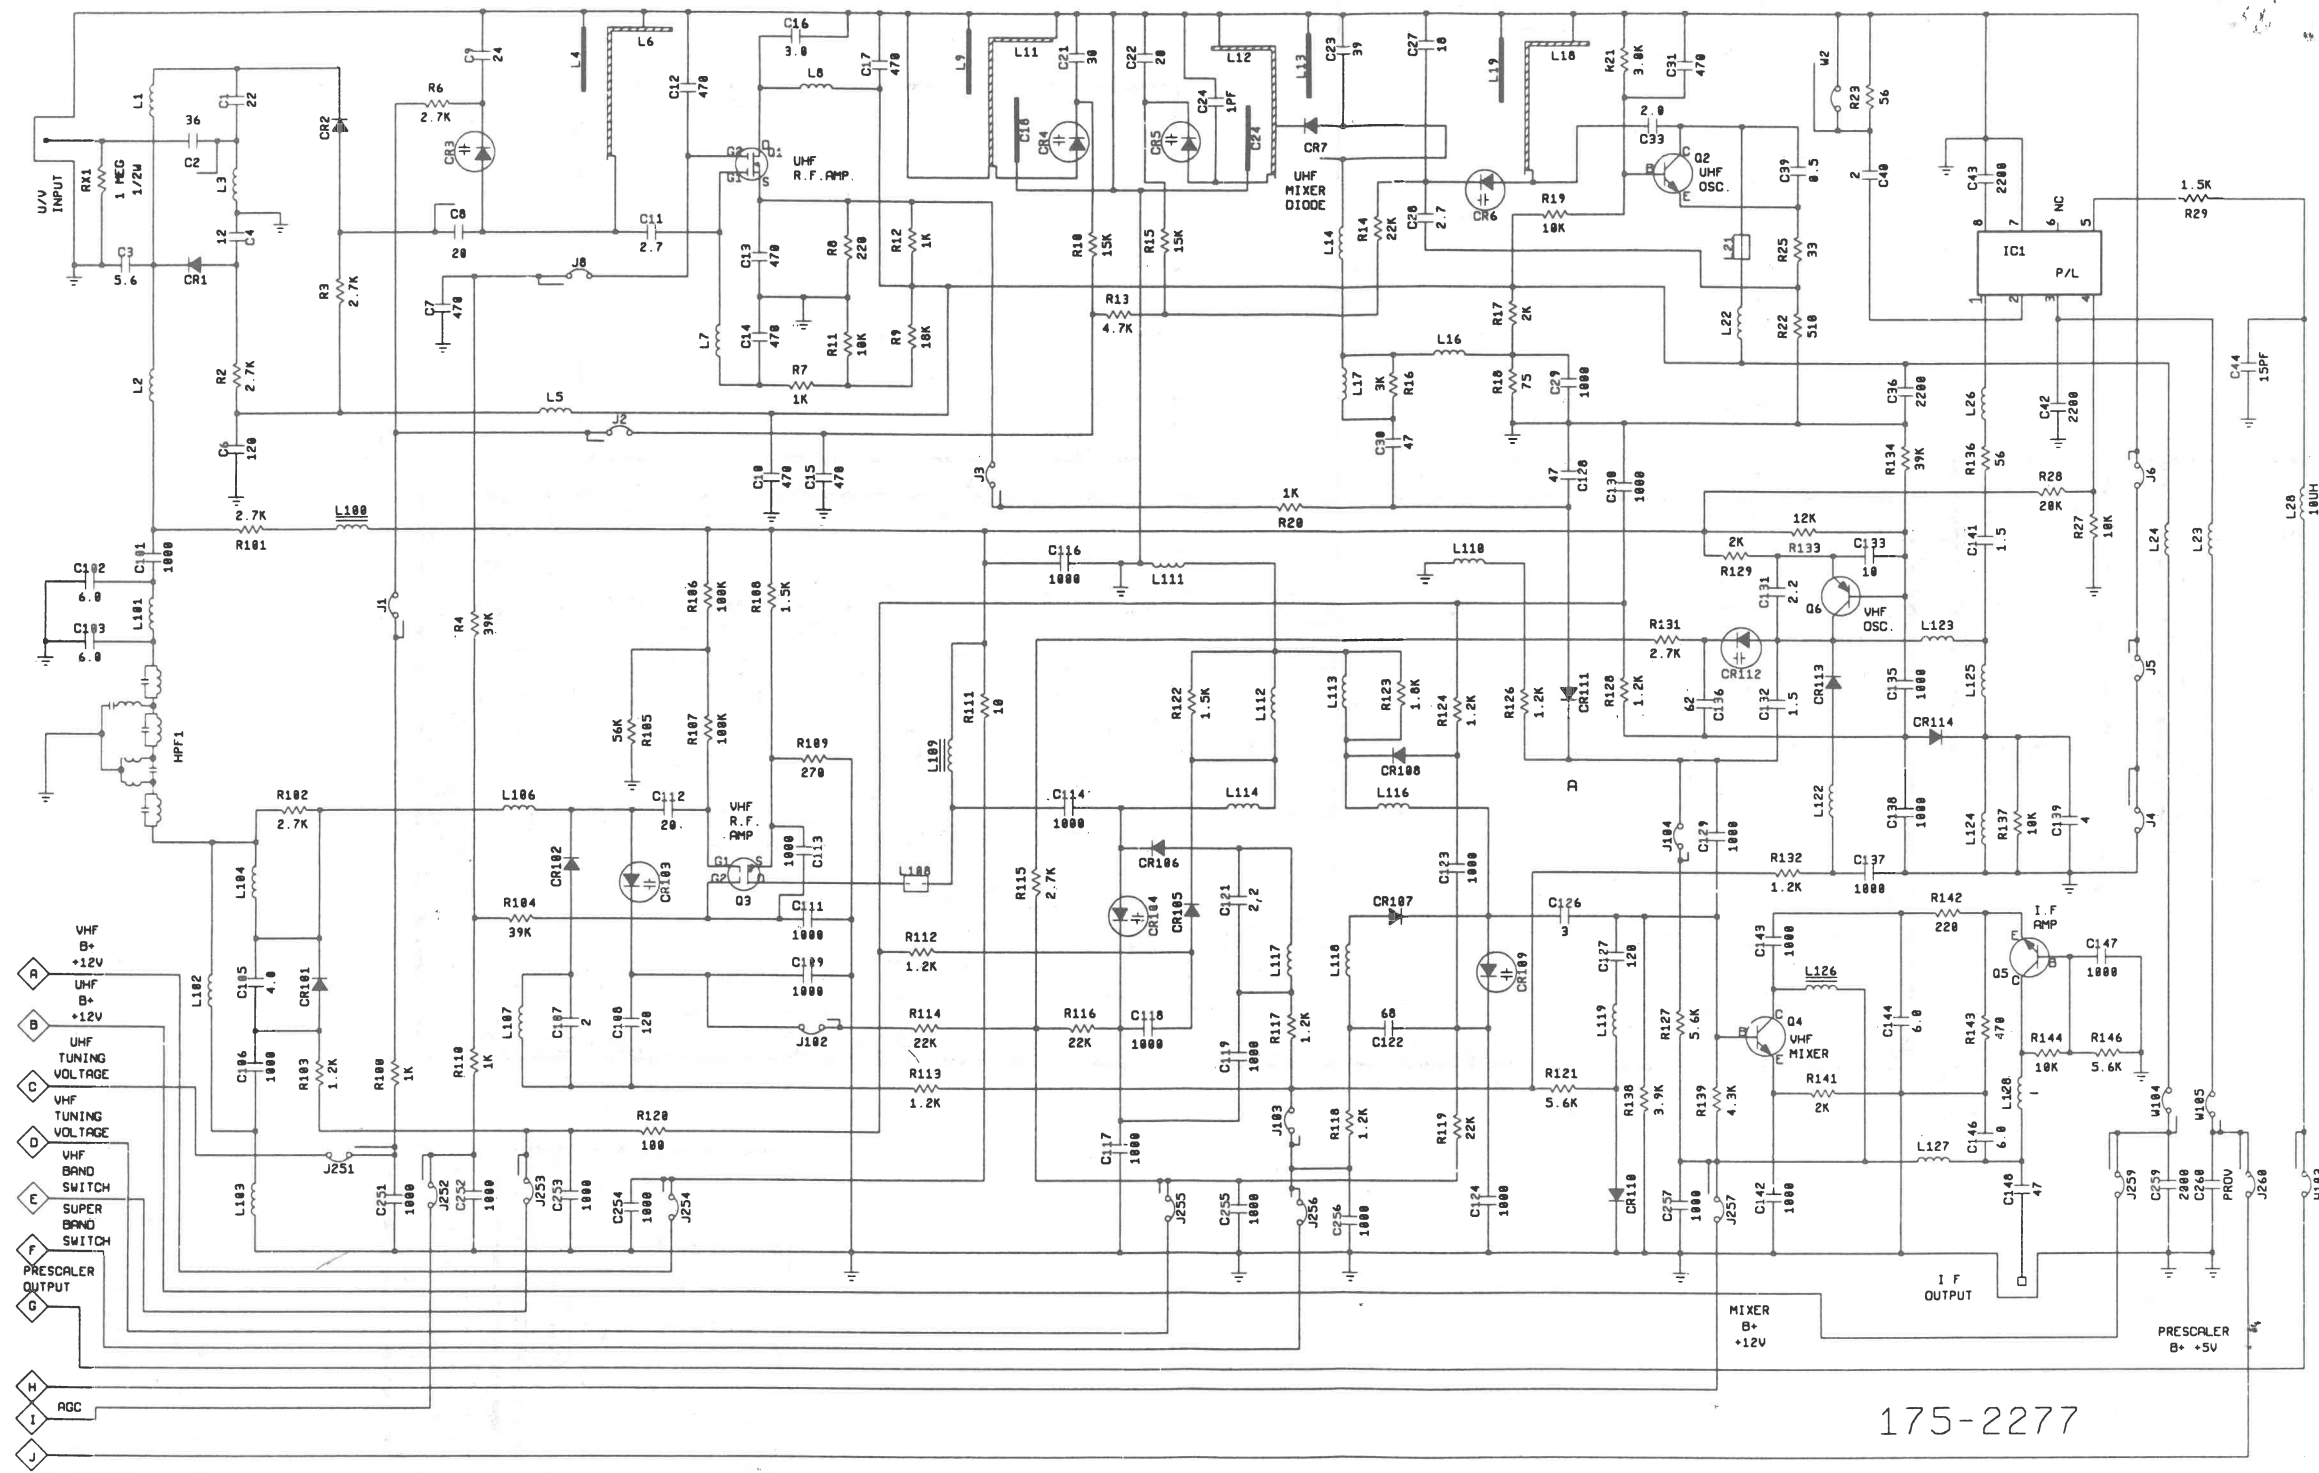 C9
24
L4
L6
C16
3.0
C12
470
L8
C17
470
L9
L11
C21
30
C22
20
L12
C24
1PF
L13
C23
39
C27
18
L19
L18
R21
3.0K
C31
470
W2
R23
56
L1
C1
22
36
C2
CR2
R6
2.7K
CR3
G2
G1
D
Q1
S
UHF
R.F.AMP.
C18
CR4
CR5
C24
CR7
UHF
MIXER
DIODE
2.0
C33
C
B
E
Q2
UHF
OSC.
C39
0.5
2
C40
C43
2200
NC
8
7
6
5
IC1
P/L
1
2
3
4
1.5K
R29
U/V
INPUT
RX1
1 MEG
1/2W
L3
12
C4
C3
5.6
CR1
C8
20
C11
2.7
J8
R3
2.7K
C7
470
C13
470
R8
220
R12
1K
R10
15K
R15
15K
L14
R14
22K
C28
2.7
CR6
R19
10K
L21
R25
33
L2
R2
2.7K
L7
C14
470
R11
10K
R9
18K
R7
1K
R13
4.7K
R17
2K
L16
L17
3K
R16
R18
75
C29
1000
L22
R22
510
C36
2200
L26
C42
2200
C44
15PF
L5
J2
C6
120
C10
470
C15
470
J3
C30
47
47
C128
C130
1000
R134
39K
R136
56
R28
20K
J6
L28
10UH
1K
R20
2.7K
R101
L100
C101
1000
C102
6.0
L101
C103
6.0
J1
R4
39K
R106
100K
R108
1.5K
C116
1000
L111
L110
12K
2K
R133
R129
C133
10
C131
2.2
Q6
VHF
OSC.
C141
1.5
R27
10K
L24
L23
HPF1
56K
R105
R107
100K
R109
270
L109
R111
10
R122
1.5K
L112
L113
R123
1.8K
R124
1.2K
R126
1.2K
CR111
R128
1.2K
R131
2.7K
CR112
62
C136
C132
1.5
CR113
L123
C135
1000
L125
CR114
J5
R102
2.7K
L106
C112
20.
VHF
R.F.
AMP
G1
S
G2
D
Q3
1000
C113
C114
1000
L114
CR108
L116
A
L122
C138
1000
L124
R137
10K
C139
4
J4
L104
CR102
CR103
L108
R115
2.7K
CR106
C123
1000
J104
C129
1000
R132
1.2K
C137
1000
R104
39K
C111
1000
CR104
CR105
C121
2,2
CR107
C126
3
R142
220
I.F
AMP
VHF
B+
+12V
A
L102
C105
4.0
CR101
L107
C107
2
C108
120
C109
1000
R112
1.2K
L117
L118
CR109
C127
120
C143
1000
L126
E
Q5
C
B
C147
1000
UHF
B+
+12V
B
J102
R114
22K
R116
22K
C118
1000
R117
1.2K
68
C122
L119
R127
5.6K
C
B
E
Q4
VHF
MIXER
C144
6.0
R143
470
R144
10K
R146
5.6K
UHF
TUNING
VOLTAGE
C
C106
1000
R103
1.2K
R100
1K
R110
1K
R113
1.2K
C119
1000
R121
5.6K
R138
3.9K
R139
4.3K
R141
2K
L128
W104
W105
VHF
TUNING
VOLTAGE
D
R120
100
J103
R118
1.2K
R119
22K
C117
1000
C146
6.0
L127
VHF
BAND
SWITCH
E
J251
L103
C251
1000
J252
C252
1000
J253
C253
1000
C254
1000
J254
J255
C255
1000
J256
C256
1000
C124
1000
CR110
C257
1000
J257
C142
1000
C148
47
J259
C259
2000
C260
PROV
J260
W103
SUPER
BAND
SWITCH
F
PRESCALER
OUTPUT
G
I F
OUTPUT
MIXER
B+
+12V
PRESCALER
B+ +5V
H
I
AGC
J
175-2277